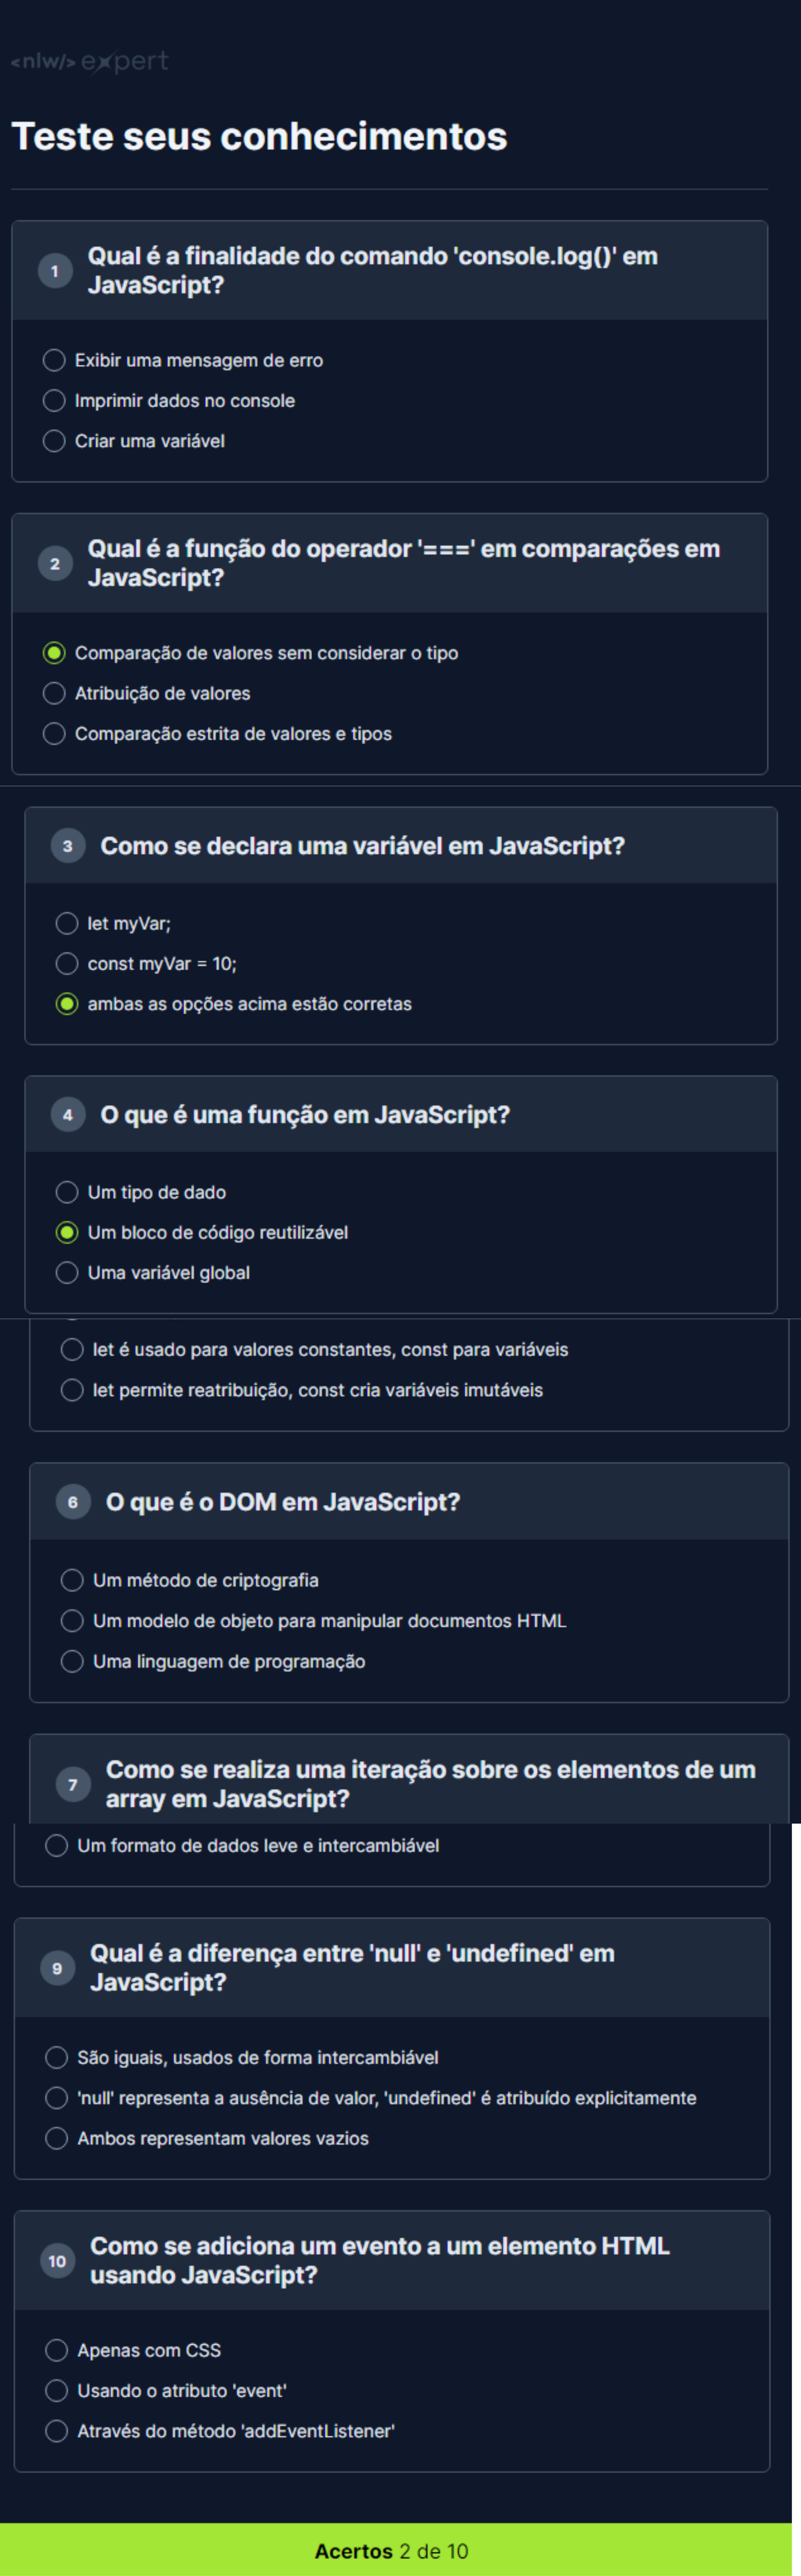 <nlw/> expert
Teste seus conhecimentos
1
Qual é a finalidade do comando 'console.log()' em
JavaScript?
Exibir uma mensagem de erro
Imprimir dados no console
Criar uma variável
2
Qual é a função do operador '===' em comparações em
JavaScript?
Comparação de valores sem considerar o tipo
Atribuição de valores
Comparação estrita de valores e tipos
3 Como se declara uma variável em JavaScript?
let myVar;
const myVar = 10;
ambas as opções acima estão corretas
4 O que é uma função em JavaScript?
Um tipo de dado
Um bloco de código reutilizável
Uma variável global
let é usado para valores constantes, const para variáveis
let permite reatribuição, const cria variáveis imutáveis
6 O que é o DOM em JavaScript?
Um método de criptografia
Um modelo de objeto para manipular documentos HTML
Uma linguagem de programação
7
Como se realiza uma iteração sobre os elementos de um
array em JavaScript?
Um formato de dados leve e intercambiável
9
Qual é a diferença entre 'null' e 'undefined' em
JavaScript?
São iguais, usados de forma intercambiável
'null' representa a ausência de valor, 'undefined' é atribuído explicitamente
Ambos representam valores vazios
10
Como se adiciona um evento a um elemento HTML
usando JavaScript?
Apenas com CSS
Usando o atributo 'event'
Através do método 'addEventListener'
Acertos 2 de 10